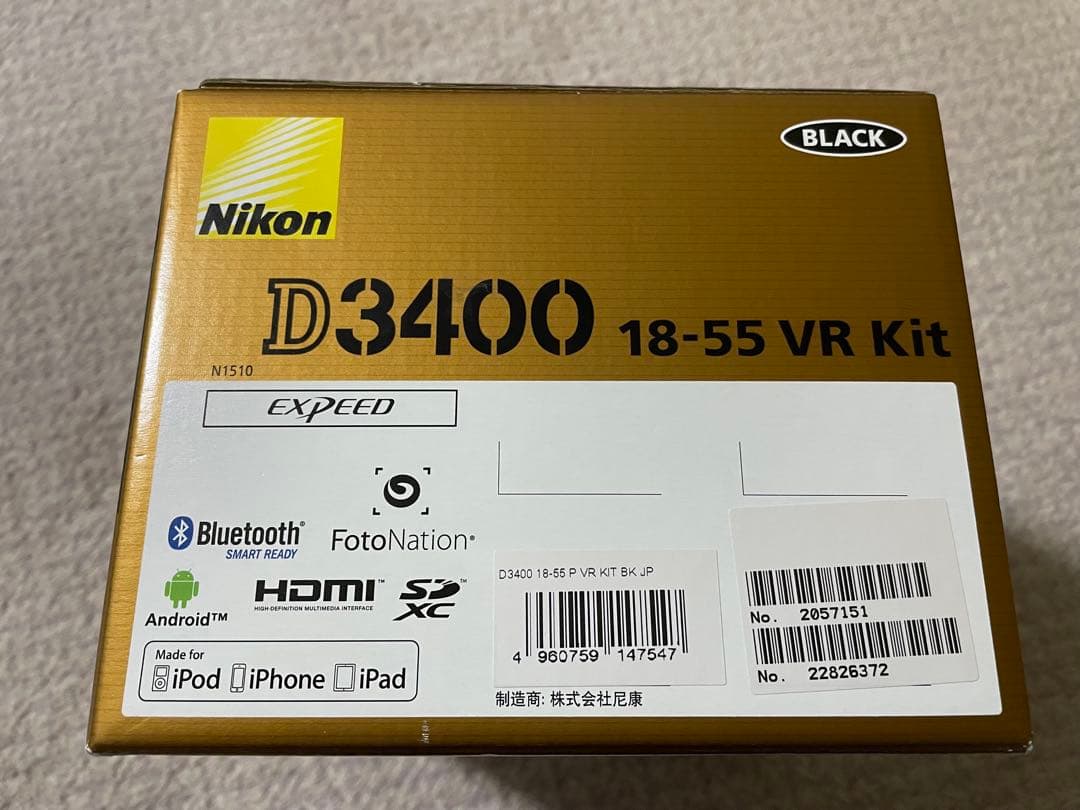 BLACK
Nikon
D3400 18-55 VR Kit
N1510
EXPEED
FotoNation®
Bluetooth®
SMART READY
Android™
HDMI™
HIGH-DEFINITION MULTIMEDIA INTERFACE
SD XC™
Made for
iPod iPhone iPad
D3400 18-55 P VR KIT BK JP
4 960759 147547
制造商: 株式会社尼康
No. 2057151
No. 22826372